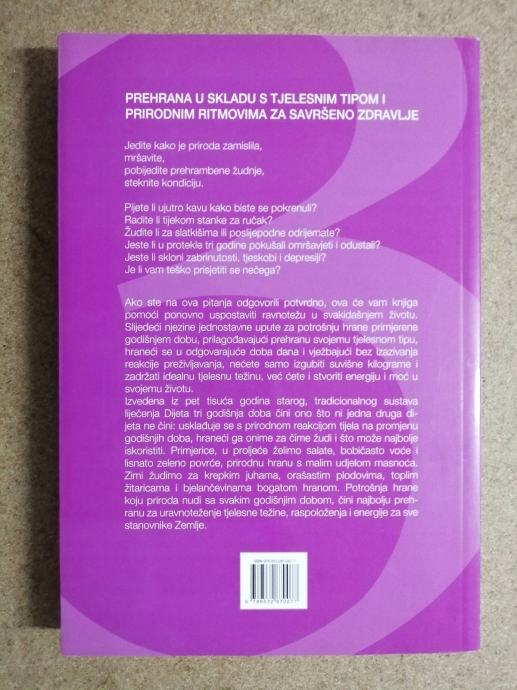 PREHRANA U SKLADU S TJELESNIM TIPOM I
PRIRODNIM RITMOVIMA ZA SAVRŠENO ZDRAVLJE
Jedite kako je priroda zamislila,
mršavite,
pobijedite prehrambene žudnje,
steknite kondiciju.
Pijete li ujutro kavu kako biste se pokrenuli?
Radite li tijekom stanke za ručak?
Žudite li za slatkišima ili poslijepodne odrijemate?
Jeste li u protekle tri godine pokušali omršavjeti i odustali?
Jeste li skloni zabrinutosti, tjeskobi i depresiji?
Je li vam teško prisjetiti se nečega?
Ako ste na ova pitanja odgovorili potvrdno, ova će vam knjiga
pomoći ponovno uspostaviti ravnotežu u svakidašnjem životu.
Slijedeći njezine jednostavne upute za potrošnju hrane primjerene
godišnjem dobu, prilagođavajući prehranu svojemu tjelesnom tipu,
hraneći se u odgovarajuće doba dana i vježbajući bez izazivanja
reakcije preživljavanja, nećete samo izgubiti suvišne kilograme i
zadržati idealnu tjelesnu težinu, već ćete i stvoriti energiju i moć u
svojemu životu.
Izvedena iz pet tisuća godina starog, tradicionalnog sustava
liječenja Dijeta tri godišnja doba čini ono što ni jedna druga di-
jeta ne čini: usklađuje se s prirodnom reakcijom tijela na promjenu
godišnjih doba, hraneći ga onime za čime žudi i što može najbolje
iskoristiti. Primjerice, u proljeće želimo salate, bobičasto voće i
lisnato zeleno povrće, prirodnu hranu s malim udjelom masnoća.
Zimi žudimo za krepkim juhama, orašastim plodovima, toplim
žitaricama i bjelančevinama bogatom hranom. Potrošnja hrane
koju priroda nudi sa svakim godišnjim dobom, čini najbolju preh-
ranu za uravnoteženje tjelesne težine, raspoloženja i energije za sve
stanovnike Zemlje.